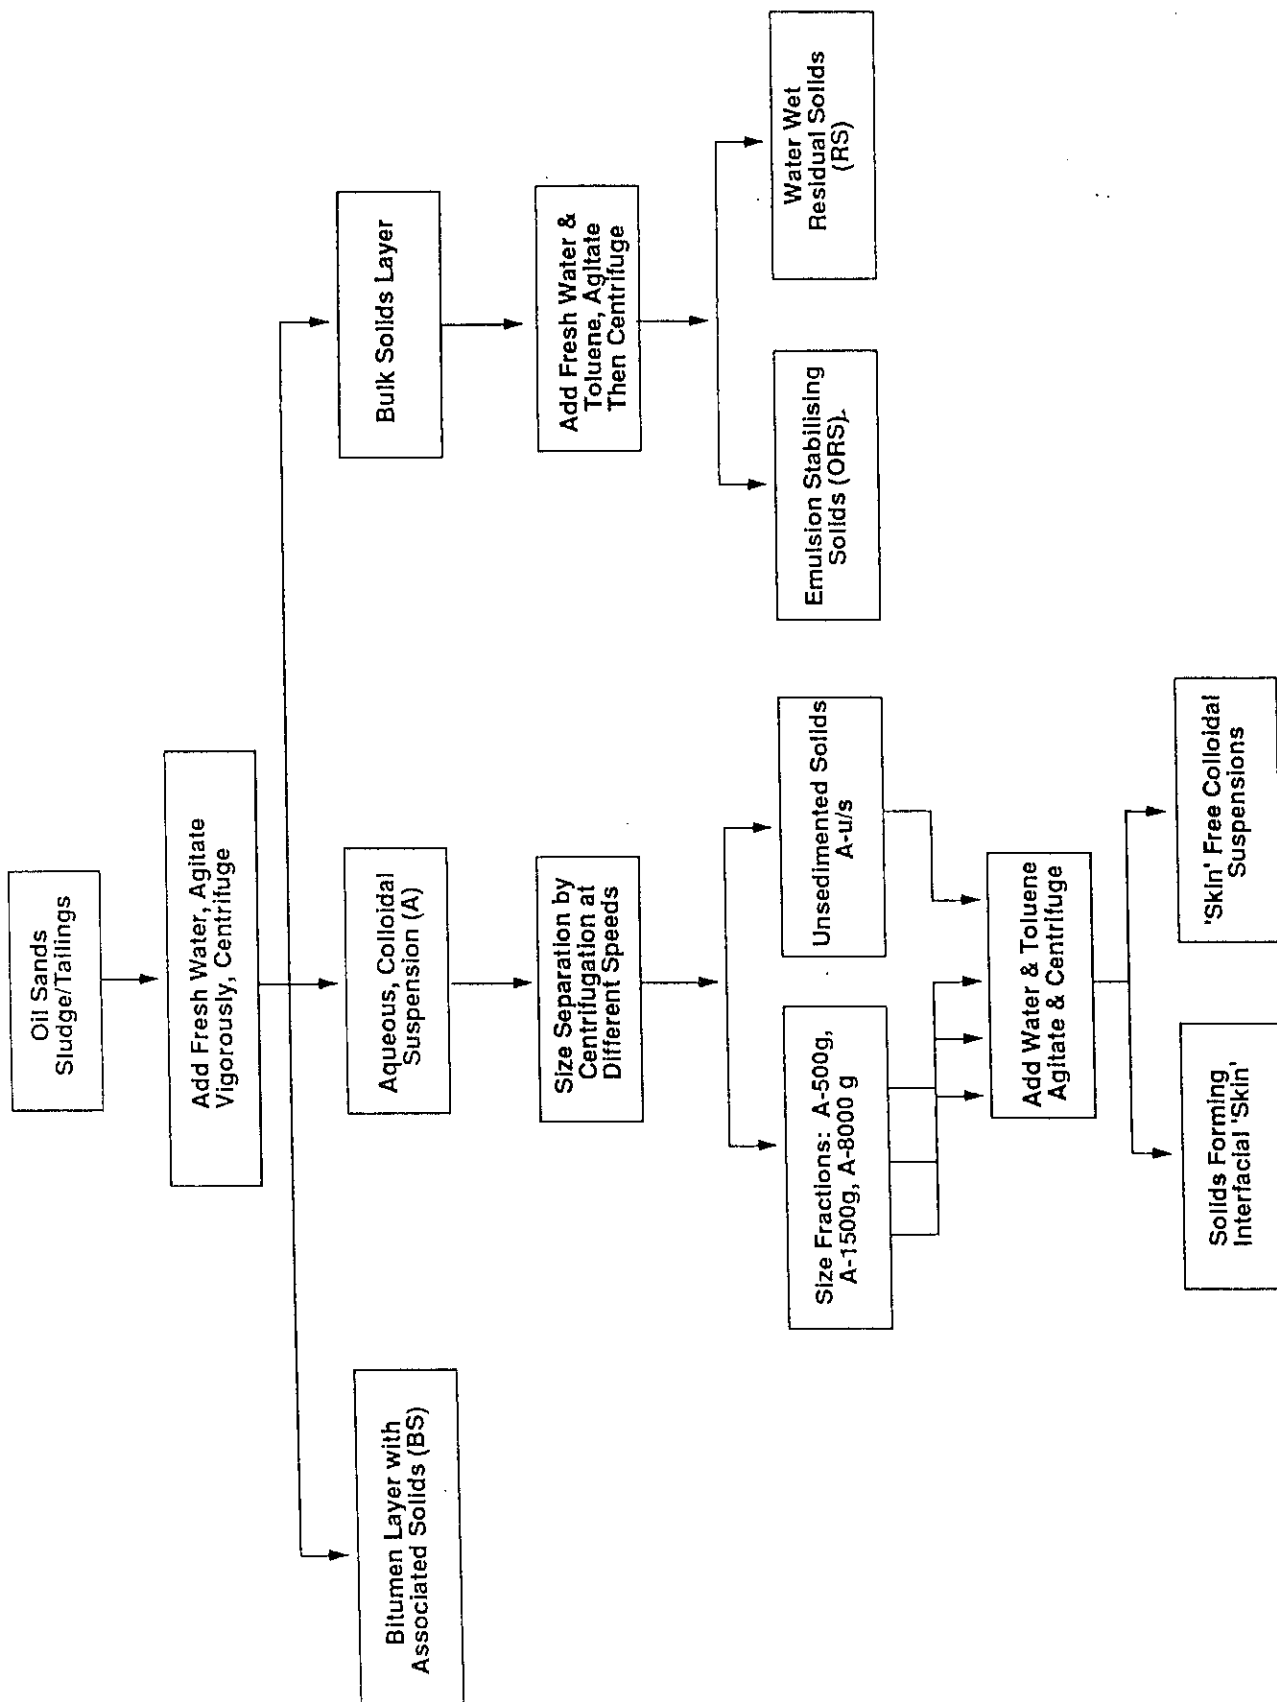 Oil Sands
Sludge/Tailings
Add Fresh Water, Agitate
Vigorously, Centrifuge
Bitumen Layer with
Associated Solids (BS)
Aqueous, Colloidal
Suspension (A)
Bulk Solids Layer
Size Separation by
Centrifugation at
Different Speeds
Add Fresh Water &
Toluene, Agitate
Then Centrifuge
Size Fractions: A-500g,
A-1500g, A-8000 g
Unsedimented Solids
A-u/s
Emulsion Stabilising
Solids (ORS)
Water Wet
Residual Solids
(RS)
Add Water & Toluene
Agitate & Centrifuge
Solids Forming
Interfacial 'Skin'
'Skin' Free Colloidal
Suspensions